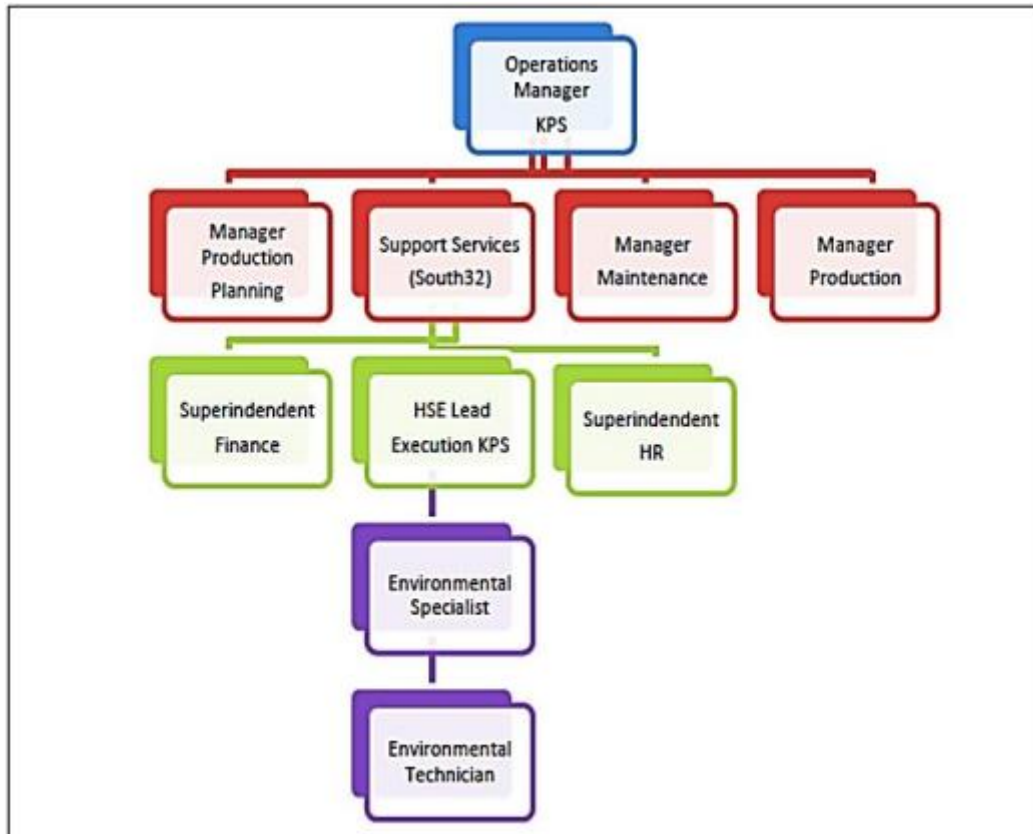 Operations
Manager
KPS
Manager
Production
Planning
Support Services
(South32)
Manager
Maintenance
Manager
Production
Superindendent
Finance
HSE Lead
Execution KPS
Superindendent
HR
Environmental
Specialist
Environmental
Technician